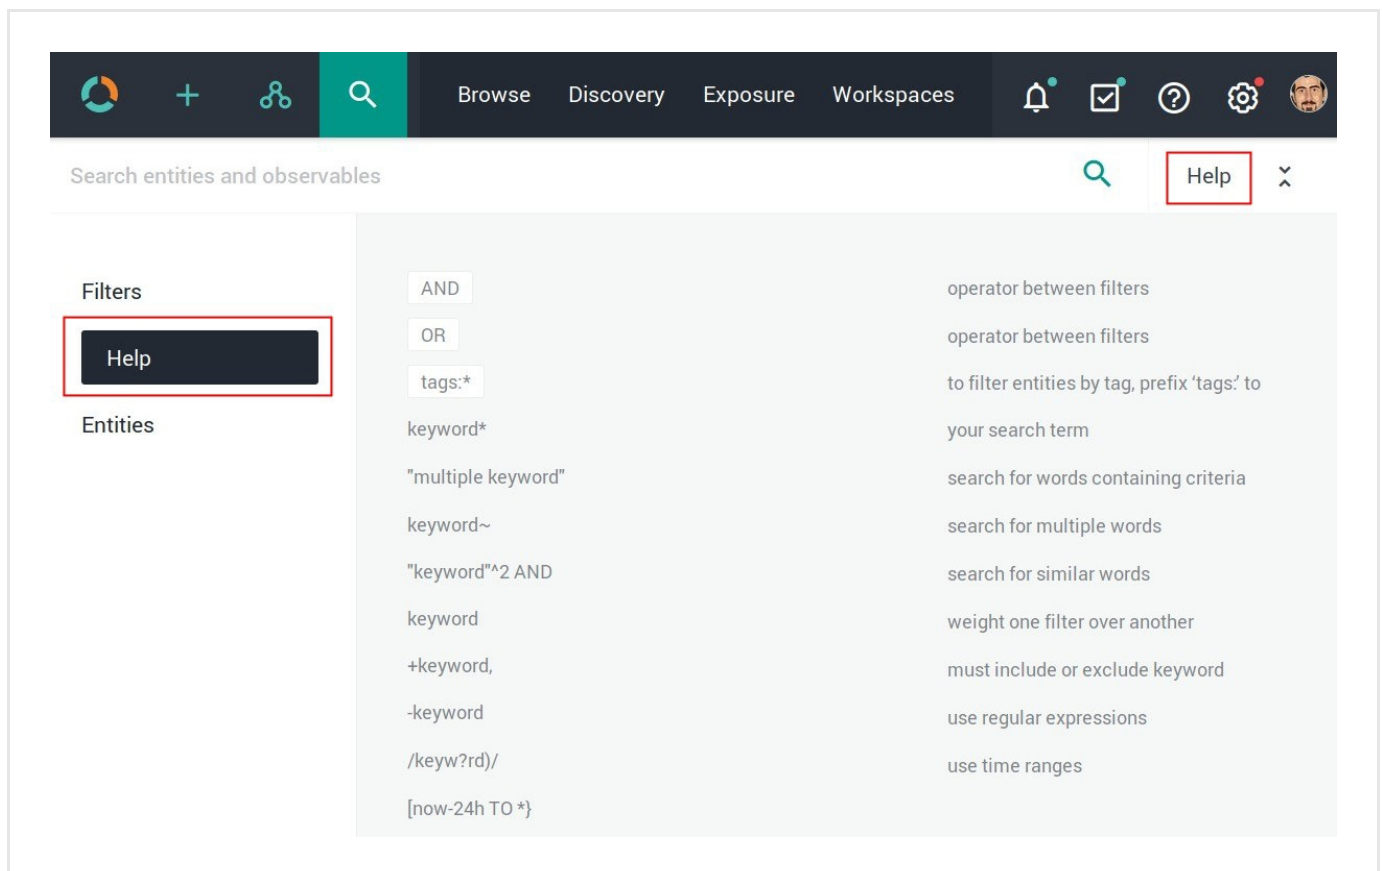 Browse Discovery Exposure Workspaces
Search entities and observables Help
Filters
Help
Entities
AND operator between filters
OR operator between filters
tags:* to filter entities by tag, prefix ‘tags:’ to
keyword* your search term
"multiple keyword" search for words containing criteria
keyword~ search for multiple words
"keyword"^2 AND search for similar words
keyword weight one filter over another
+keyword, must include or exclude keyword
-keyword use regular expressions
/keyw?rd)/ use time ranges
[now-24h TO *}